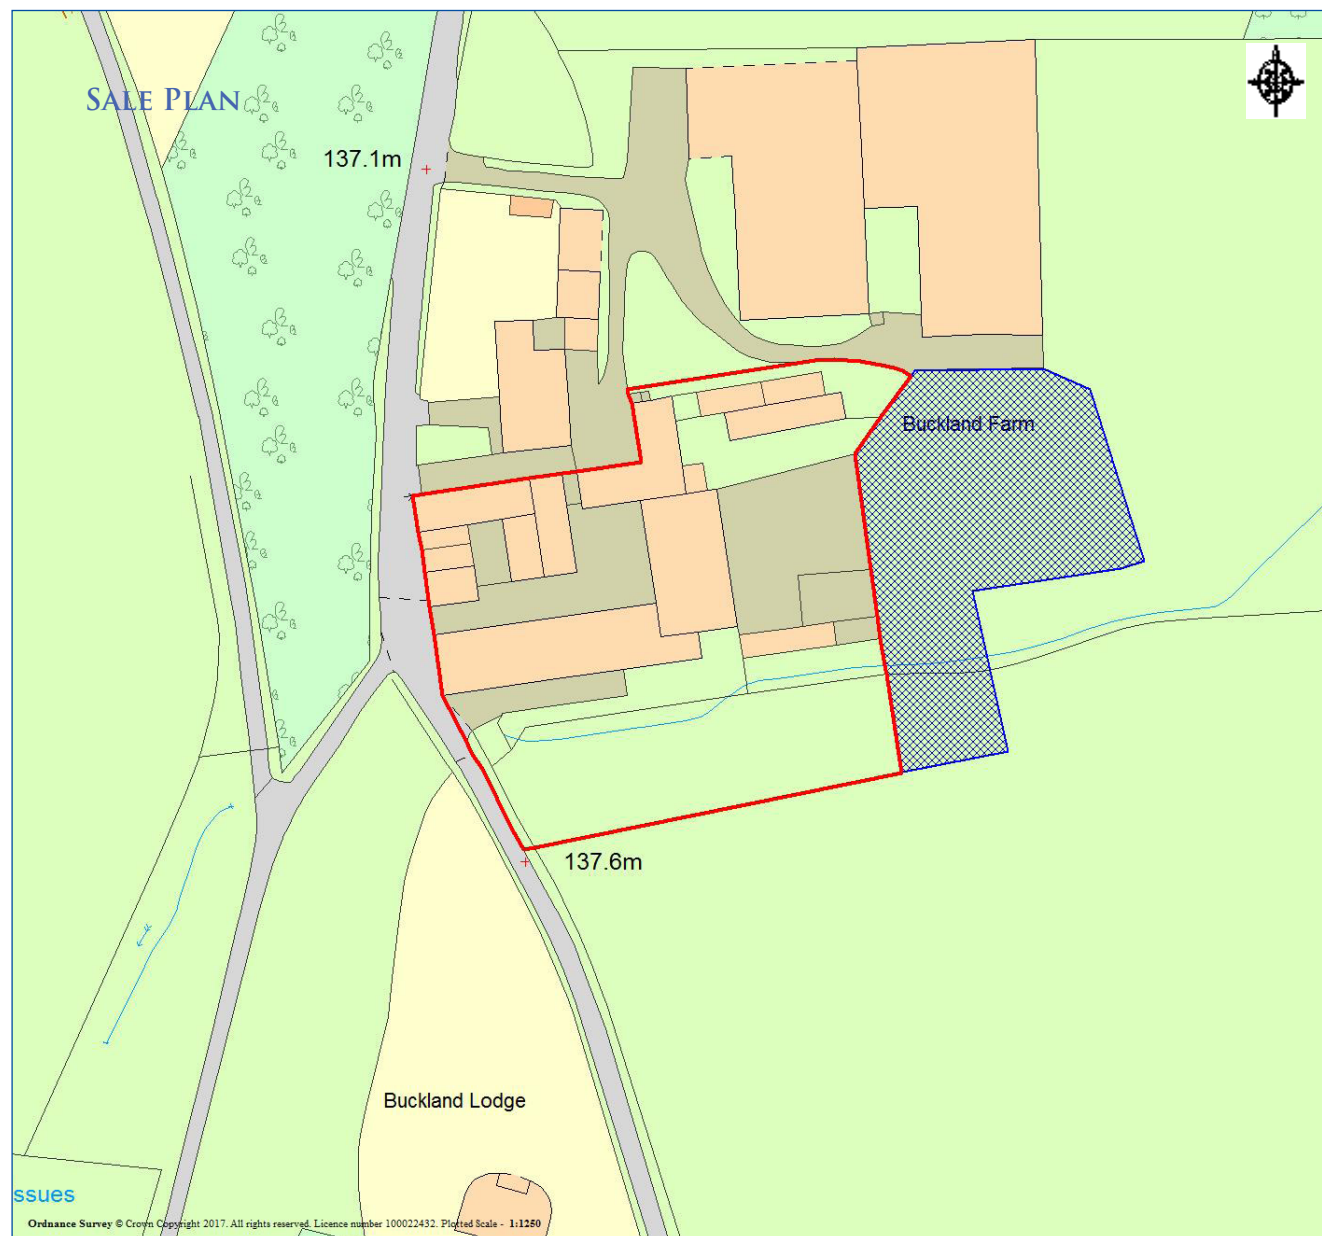 SALE PLAN
137.1m
Buckland Farm
137.6m
Buckland Lodge
ssues
Ordnance Survey © Crown Copyright 2017. All rights reserved. Licence number 100022432. Plotted Scale - 1:1250